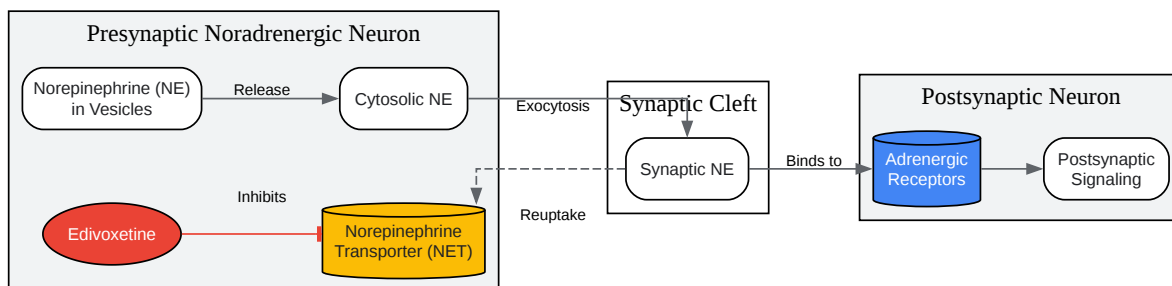 Presynaptic Noradrenergic Neuron
Norepinephrine (NE)
in Vesicles
Release
Cytosolic NE
Exocytosis
Synaptic Cleft
Synaptic NE
Binds to
Postsynaptic Neuron
Adrenergic
Receptors
Postsynaptic
Signaling
Edivoxetine
Inhibits
Norepinephrine
Transporter (NET)
Reuptake